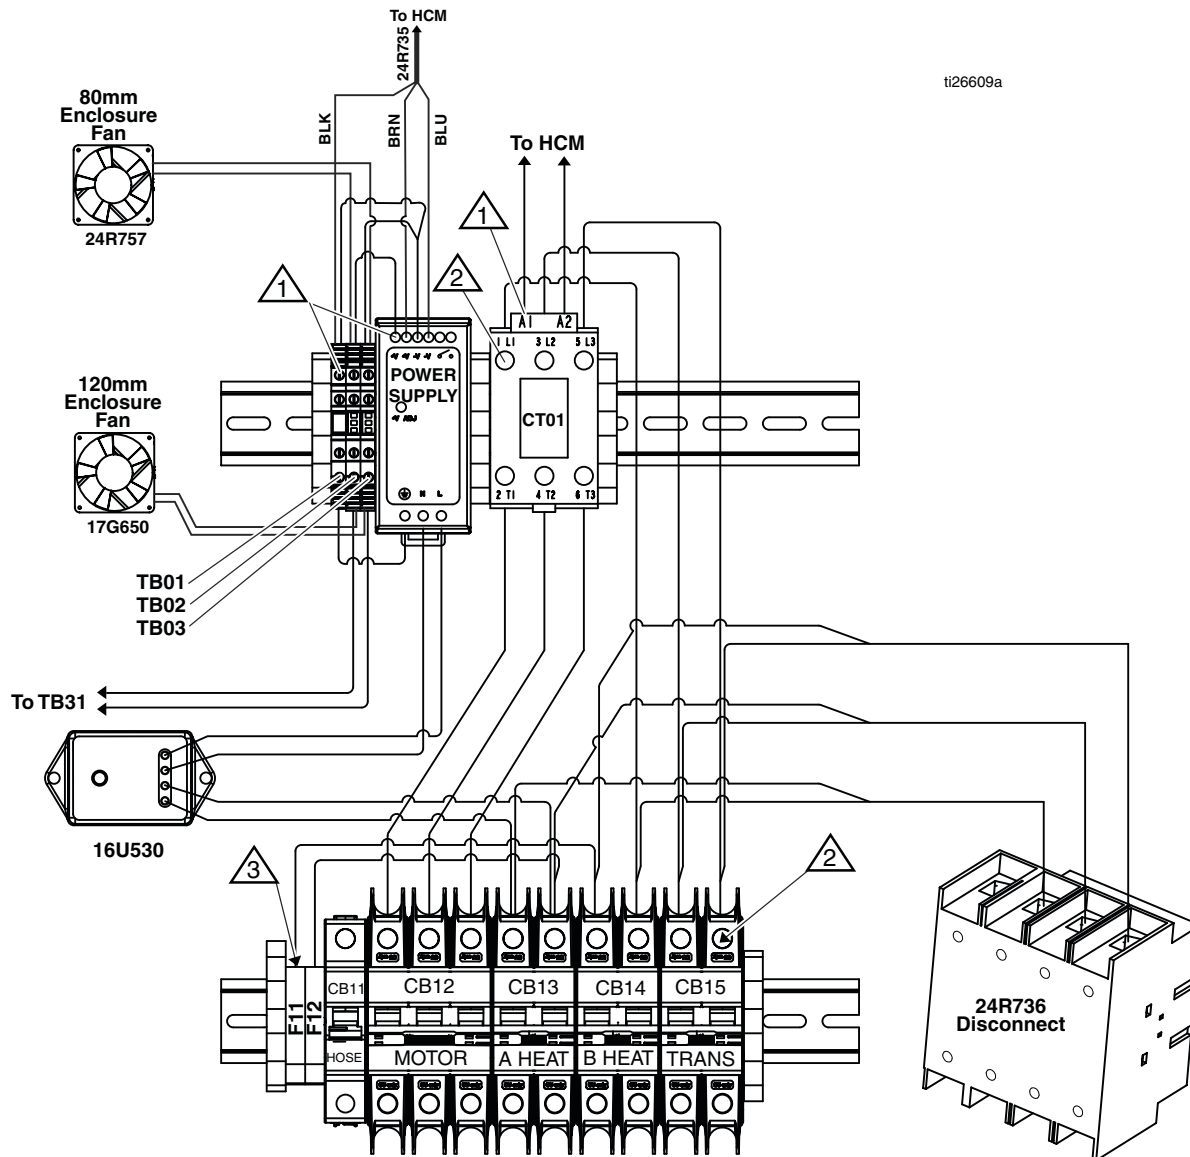 To HCM
24R735
ti26609a
80mm
Enclosure
Fan
BLK
BRN
BLU
To HCM
24R757
1
1
2
A1 A2
1 L1 3 L2 5 L3
POWER
SUPPLY
CT01
120mm
Enclosure
Fan
N L
2 T1 4 T2 6 T3
17G650
TB01
TB02
TB03
To TB31
16U530
3
2
F11
F12
CB11
CB12
CB13
CB14
CB15
HOSE
MOTOR
A HEAT
B HEAT
TRANS
24R736
Disconnect